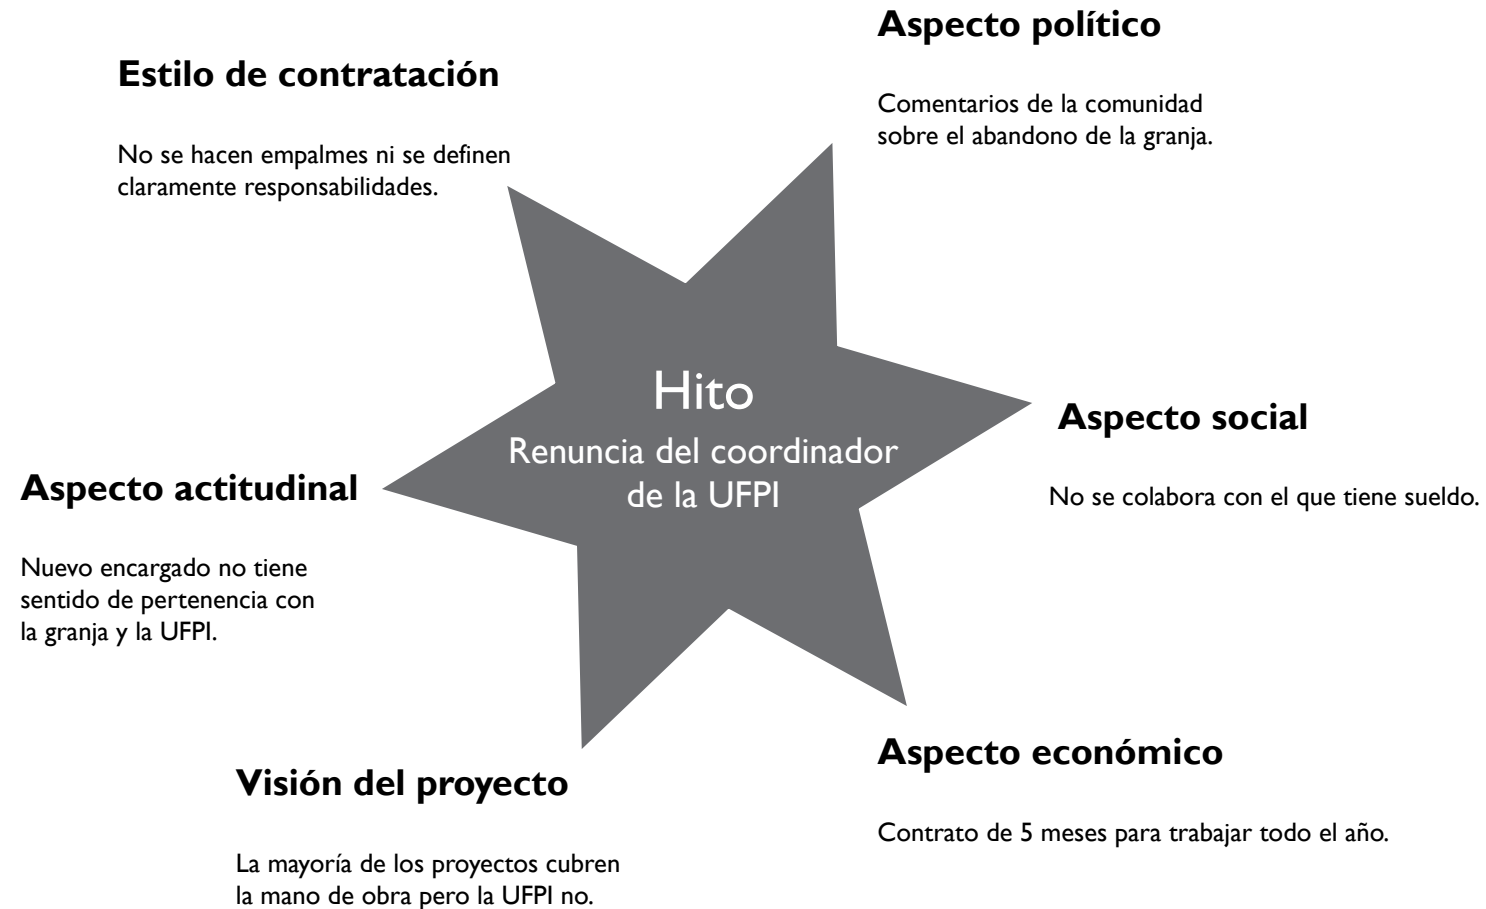 Aspecto político
Comentarios de la comunidad
sobre el abandono de la granja.
Estilo de contratación
No se hacen empalmes ni se definen
claramente responsabilidades.
Hito
Renuncia del coordinador
de la UFPI
Aspecto social
No se colabora con el que tiene sueldo.
Aspecto actitudinal
Nuevo encargado no tiene
sentido de pertenencia con
la granja y la UFPI.
Aspecto económico
Contrato de 5 meses para trabajar todo el año.
Visión del proyecto
La mayoría de los proyectos cubren
la mano de obra pero la UFPI no.